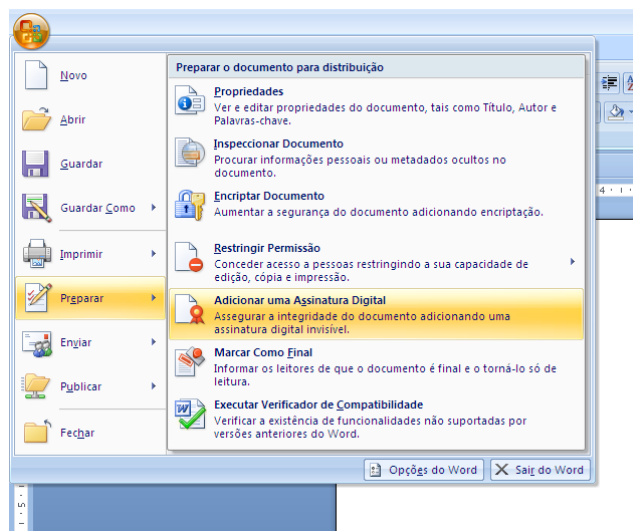 Novo
Abrir
Guardar
Guardar Como
Imprimir
Preparar
Enviar
Publicar
Fechar
Preparar o documento para distribuição
Propriedades
Ver e editar propriedades do documento, tais como Título, Autor e
Palavras-chave.
Inspeccionar Documento
Procurar informações pessoais ou metadados ocultos no
documento.
Encriptar Documento
Aumentar a segurança do documento adicionando encriptação.
Restringir Permissão
Conceder acesso a pessoas restringindo a sua capacidade de
edição, cópia e impressão.
Adicionar uma Assinatura Digital
Assegurar a integridade do documento adicionando uma
assinatura digital invisível.
Marcar Como Final
Informar os leitores de que o documento é final e o torná-lo só de
leitura.
Executar Verificador de Compatibilidade
Verificar a existência de funcionalidades não suportadas por
versões anteriores do Word.
Opções do Word
Sair do Word
4
5